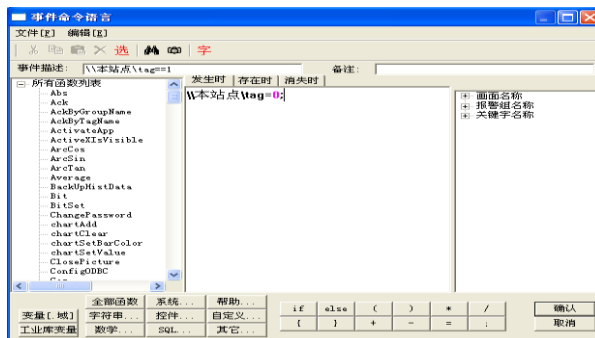 事件命令语言
文件[F] 编辑[E]
选 字
事件描述: \\本站点\tag==1 备注:
所有函数列表
Abs
Ack
AckByGroupName
AckByTagName
ActivateApp
ActiveXIsVisible
ArcCos
ArcSin
ArcTan
Average
BackUpHistData
Bit
BitSet
ChangePassword
chartAdd
chartClear
chartSetBarColor
chartSetValue
ClosePicture
ConfigODBC
发生时 存在时 消失时
\\本站点\tag=0;
画面名称
报警组名称
关键字名称
全部函数 系统... 帮助...
变量[.域] 字符串... 控件... 自定义...
工业库变量 数学... SQL... 其它...
if else ( ) * /
{ } + - = ;
确认
取消